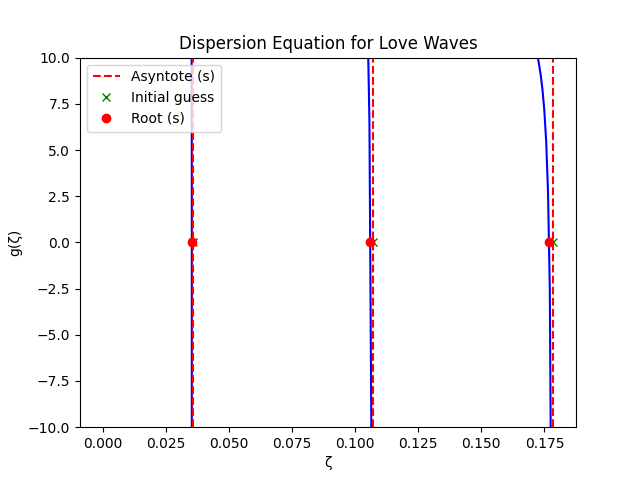 Dispersion Equation for Love Waves
10.0
7.5
5.0
2.5
0.0
−2.5
−5.0
−7.5
−10.0
g(ζ)
Asyntote (s)
Initial guess
Root (s)
0.000 0.025 0.050 0.075 0.100 0.125 0.150 0.175
ζ